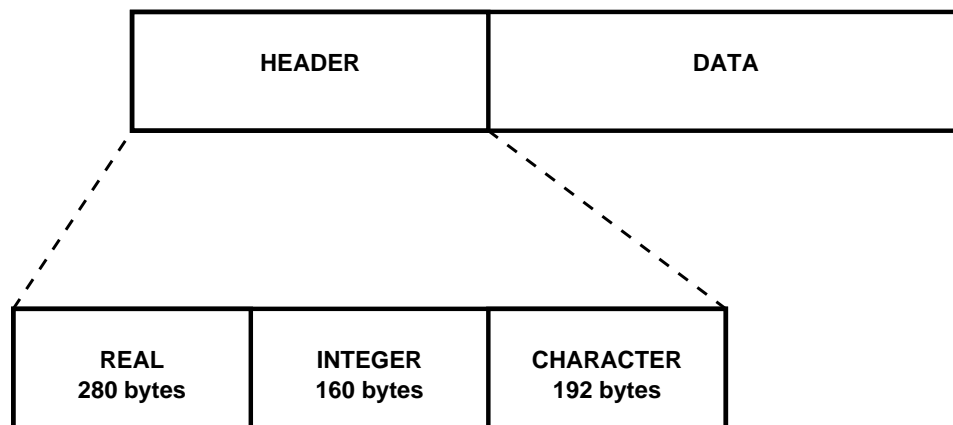 HEADER
DATA
REAL
280 bytes
INTEGER
160 bytes
CHARACTER
192 bytes